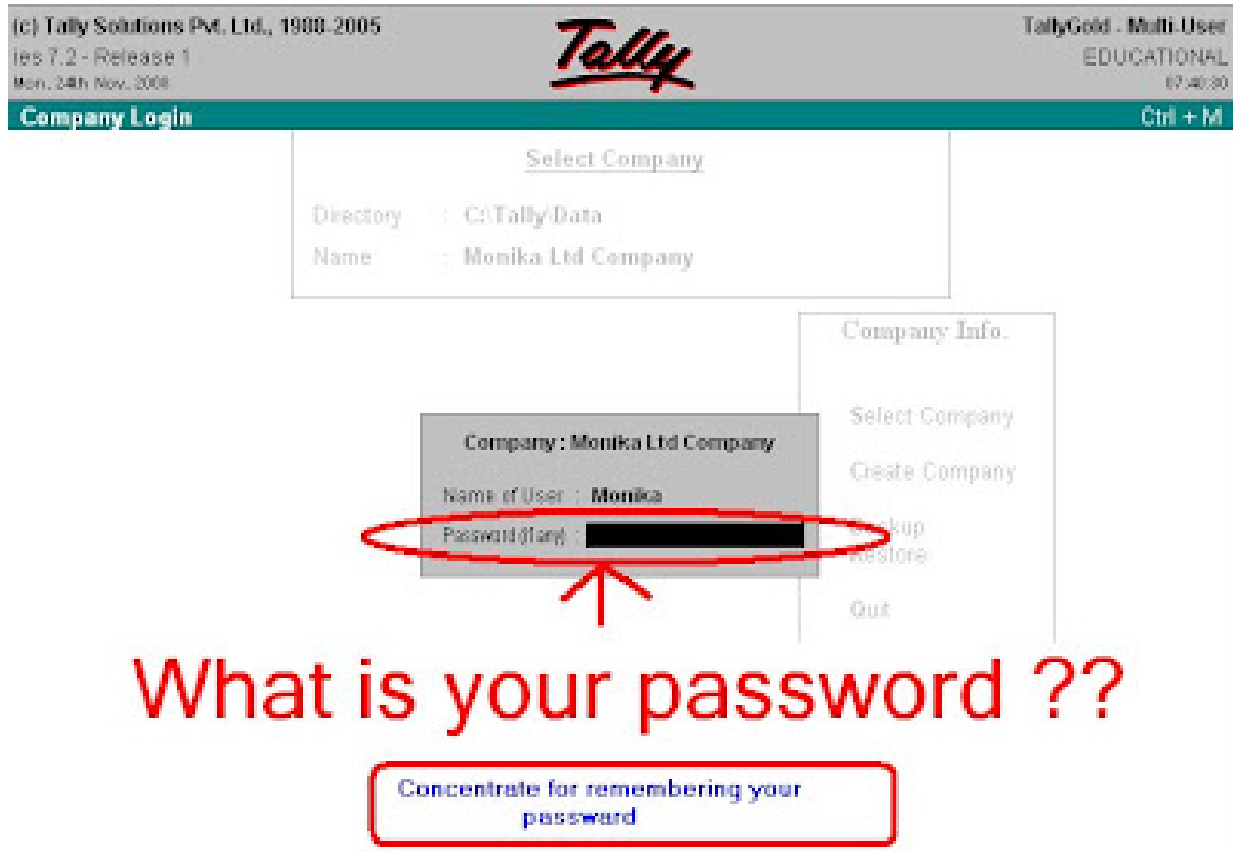 (c) Tally Solutions Pvt. Ltd., 1988-2005
Tally
TallyGold - Multi-User
ies 7.2 - Release 1
EDUCATIONAL
Mon, 24th Nov, 2008
07:40:30
Company Login
Ctrl + M
Select Company
Directory : C:\Tally\Data
Name : Monika Ltd Company
Company Info.
Select Company
Create Company
Backup
Restore
Quit
Company : Monika Ltd Company
Name of User : Monika
Password(if any) :
What is your password ??
Concentrate for remembering your
passward